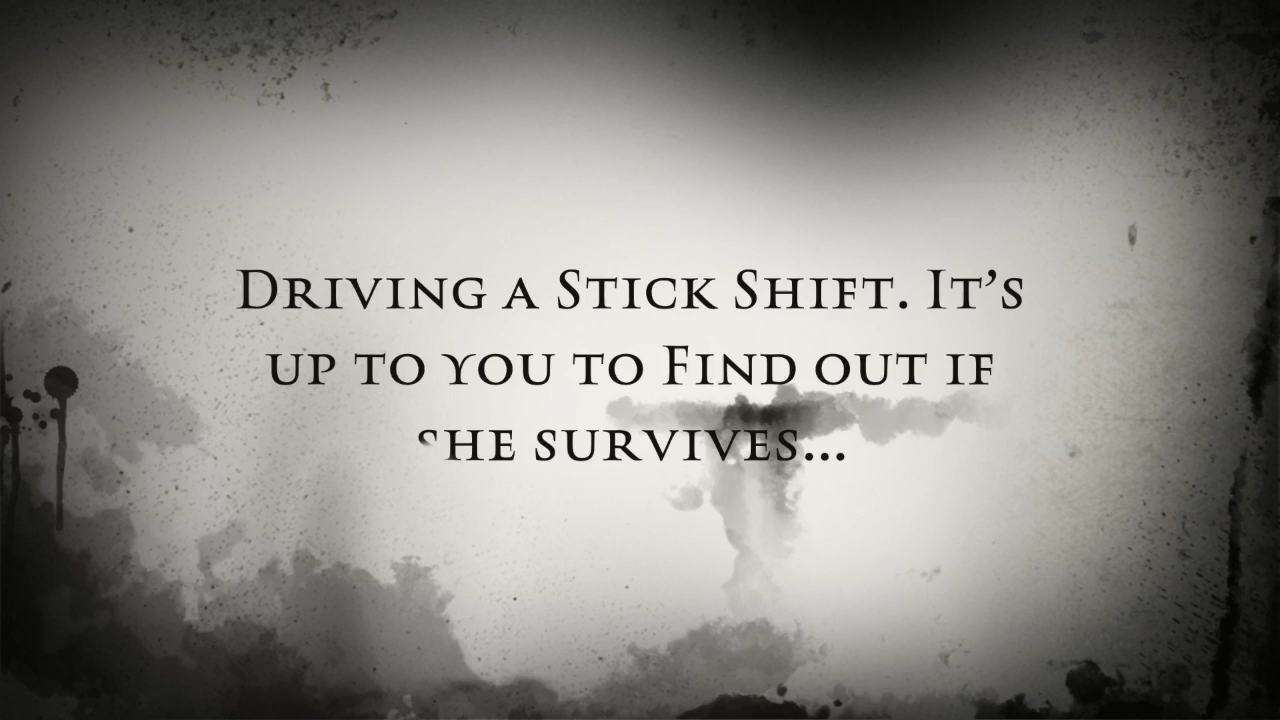 Driving a Stick Shift. It's
up to you to Find out if
she survives...